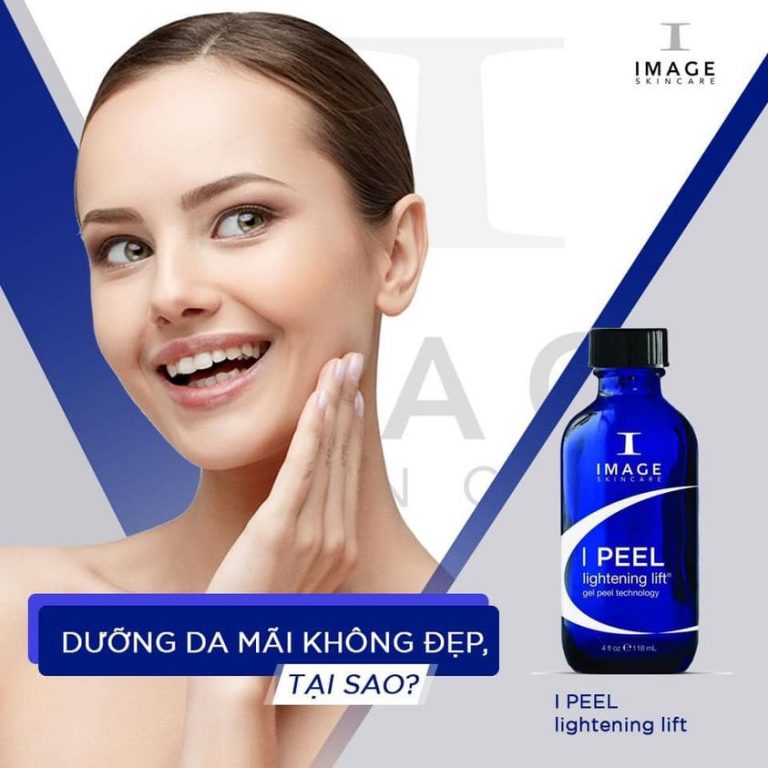 I
IMAGE
SKINCARE
DƯỠNG DA MÃI KHÔNG ĐẸP,
TẠI SAO?
I
IMAGE
SKINCARE
I PEEL
lightening lift®
gel peel technology
4 fl oz ℮ 118 mL
I PEEL
lightening lift